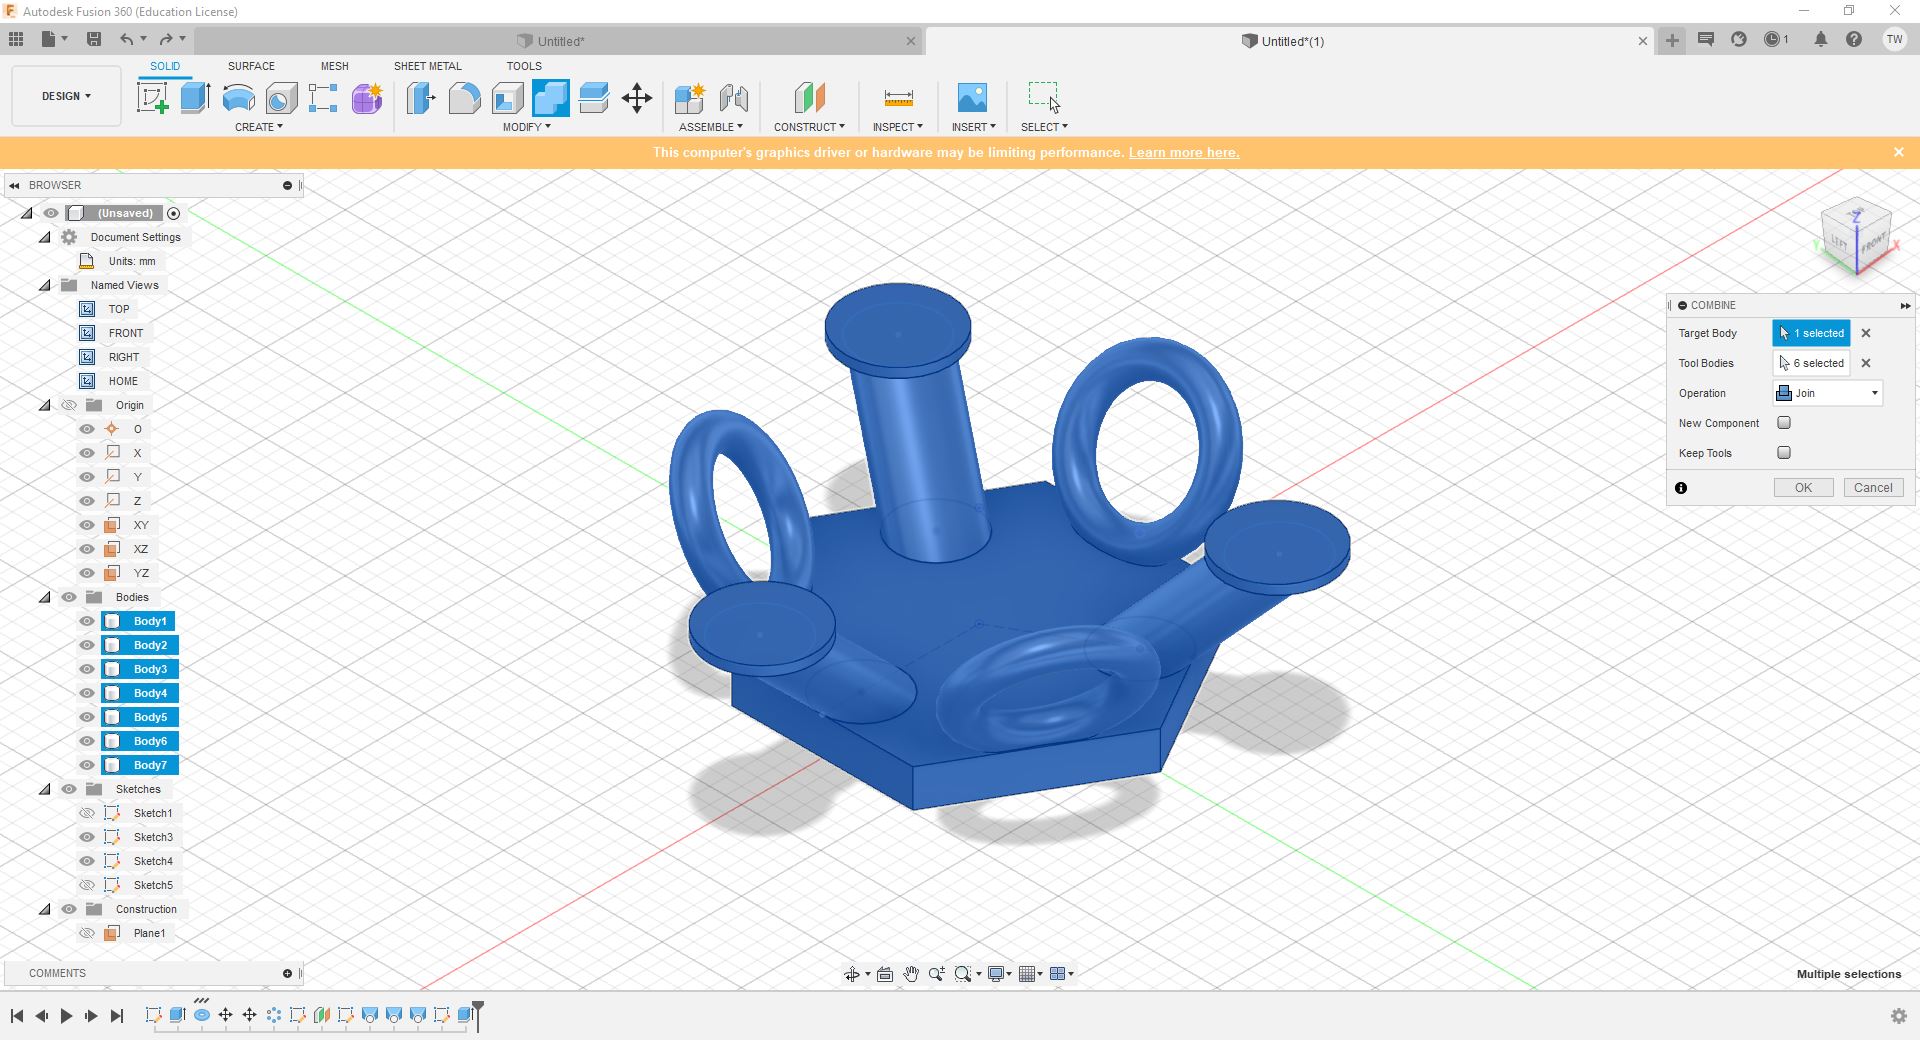 Autodesk Fusion 360 (Education License)
Untitled*
Untitled*(1)
1
TW
DESIGN
SOLID
SURFACE
MESH
SHEET METAL
TOOLS
CREATE
MODIFY
ASSEMBLE
CONSTRUCT
INSPECT
INSERT
SELECT
This computer's graphics driver or hardware may be limiting performance. Learn more here.
BROWSER
(Unsaved)
Document Settings
Units: mm
Named Views
TOP
FRONT
RIGHT
HOME
Origin
O
X
Y
Z
XY
XZ
YZ
Bodies
Body1
Body2
Body3
Body4
Body5
Body6
Body7
Sketches
Sketch1
Sketch3
Sketch4
Sketch5
Construction
Plane1
Z
LEFT
FRONT
Y
X
COMBINE
Target Body 1 selected
Tool Bodies 6 selected
Operation Join
New Component
Keep Tools
OK Cancel
COMMENTS
Multiple selections